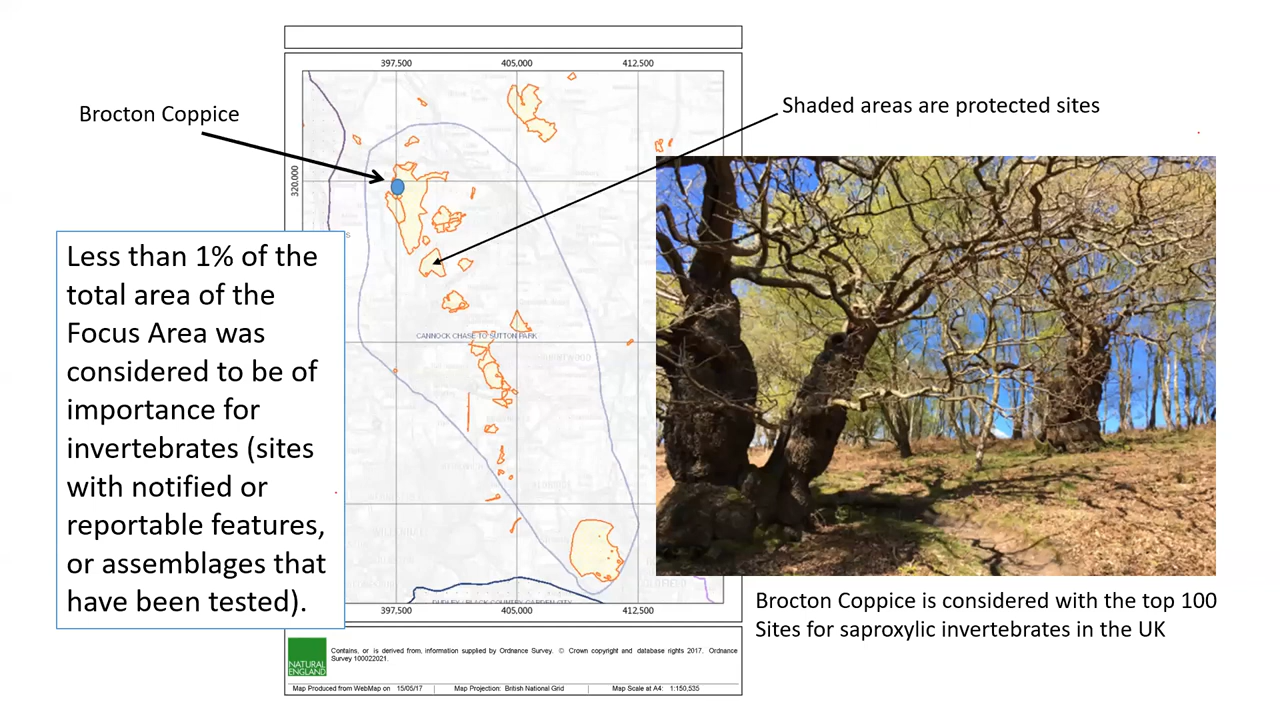 397,500 405,000 412,500
Brocton Coppice
Shaded areas are protected sites
320,000
Less than 1% of the
total area of the
Focus Area was
considered to be of
importance for
invertebrates (sites
with notified or
reportable features,
or assemblages that
have been tested).
CANNOCK CHASE TO SUTTON PARK
DUDLEY / BLACK COUNTRY GARDEN CITY
397,500 405,000 412,500
Brocton Coppice is considered with the top 100
Sites for saproxylic invertebrates in the UK
NATURAL
ENGLAND
Contains, or is derived from, information supplied by Ordnance Survey. © Crown copyright and database rights 2017. Ordnance
Survey 100022021.
Map Produced from WebMap on 15/05/17 Map Projection: British National Grid Map Scale at A4: 1:150,535